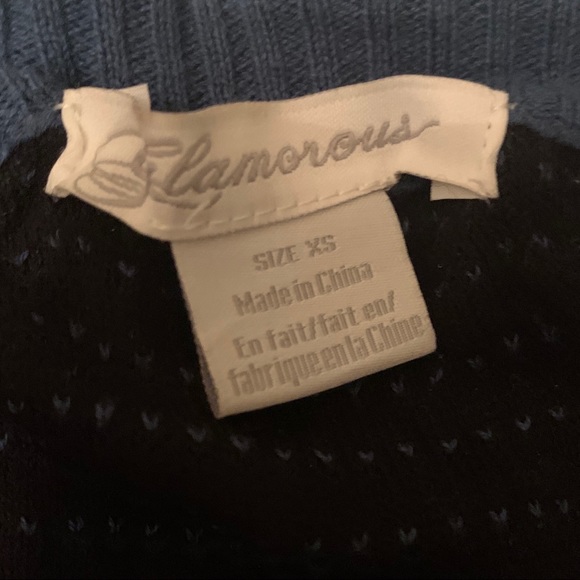 Glamorous
SIZE XS
Made in China
En fait/fait en/
fabrique en la Chine